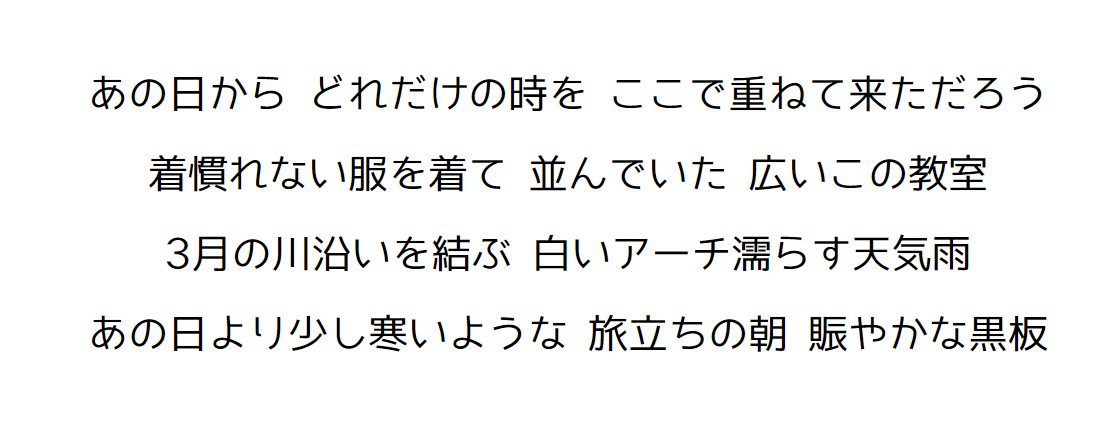 あの日から どれだけの時を ここで重ねて来ただろう
着慣れない服を着て 並んでいた 広いこの教室
3月の川沿いを結ぶ 白いアーチ濡らす天気雨
あの日より少し寒いような 旅立ちの朝 賑やかな黒板